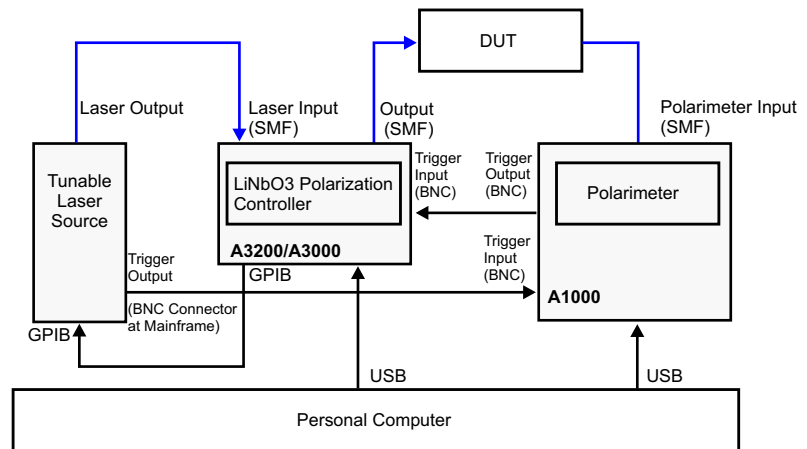 DUT
Laser Output
Laser Input
(SMF)
Output
(SMF)
Polarimeter Input
(SMF)
Tunable
Laser
Source
LiNbO3 Polarization
Controller
A3200/A3000
Trigger
Input
(BNC)
Trigger
Output
(BNC)
Polarimeter
Trigger
Output
(BNC Connector
at Mainframe)
GPIB
Trigger
Input
(BNC)
A1000
GPIB
USB
USB
Personal Computer